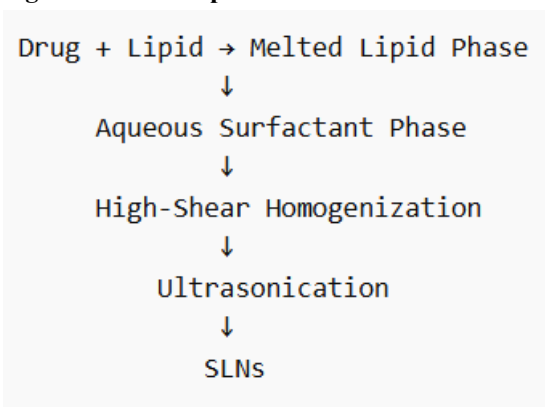 Drug + Lipid → Melted Lipid Phase
↓
Aqueous Surfactant Phase
↓
High-Shear Homogenization
↓
Ultrasonication
↓
SLNs